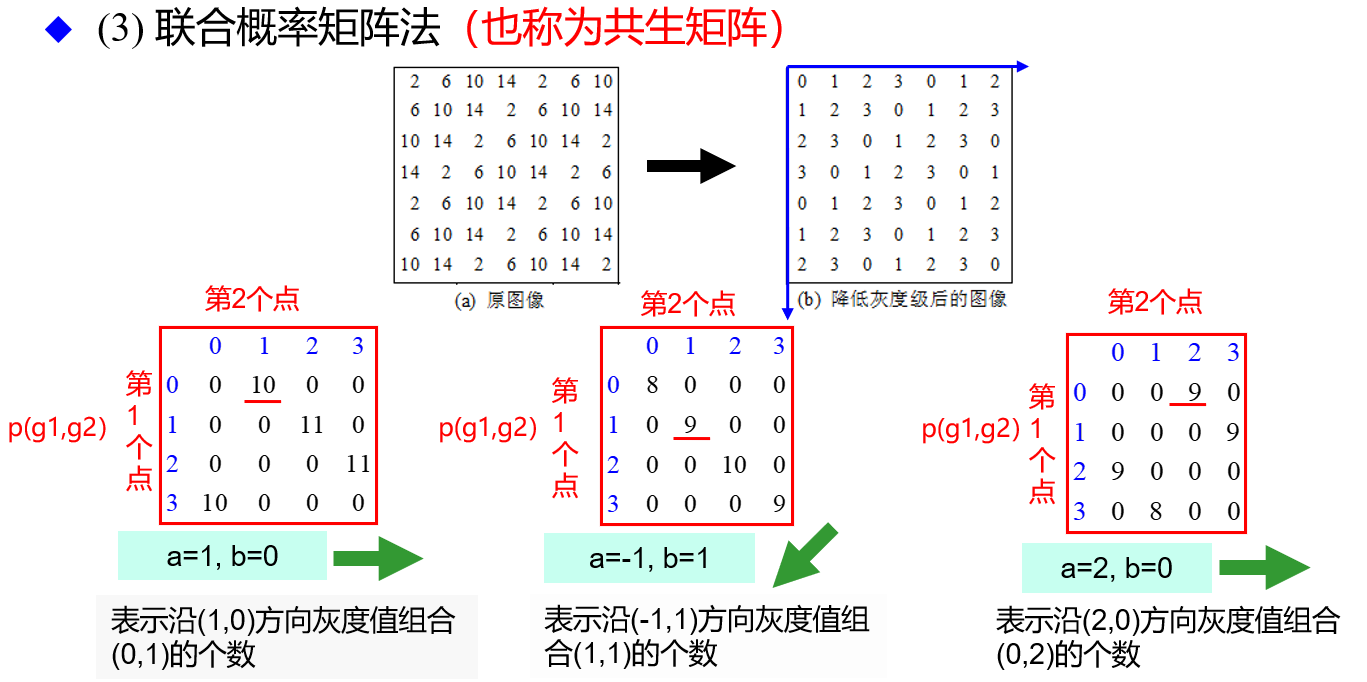 ◆ (3) 联合概率矩阵法（也称为共生矩阵）
2 6 10 14 2 6 10
6 10 14 2 6 10 14
10 14 2 6 10 14 2
14 2 6 10 14 2 6
2 6 10 14 2 6 10
6 10 14 2 6 10 14
10 14 2 6 10 14 2
(a) 原图像
0 1 2 3 0 1 2
1 2 3 0 1 2 3
2 3 0 1 2 3 0
3 0 1 2 3 0 1
0 1 2 3 0 1 2
1 2 3 0 1 2 3
2 3 0 1 2 3 0
(b) 降低灰度级后的图像
第2个点
第1个点
p(g1,g2)
0 1 2 3
0 0 10 0 0
1 0 0 11 0
2 0 0 0 11
3 10 0 0 0
a=1, b=0
表示沿(1,0)方向灰度值组合
(0,1)的个数
第2个点
第1个点
p(g1,g2)
0 1 2 3
0 8 0 0 0
1 0 9 0 0
2 0 0 10 0
3 0 0 0 9
a=-1, b=1
表示沿(-1,1)方向灰度值组
合(1,1)的个数
第2个点
第1个点
p(g1,g2)
0 1 2 3
0 0 0 9 0
1 0 0 0 9
2 9 0 0 0
3 0 8 0 0
a=2, b=0
表示沿(2,0)方向灰度值组合
(0,2)的个数